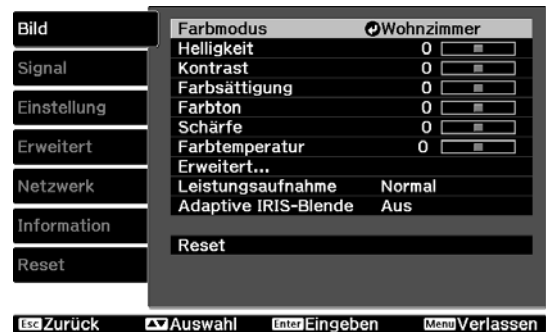 Bild
Signal
Einstellung
Erweitert
Netzwerk
Information
Reset
Farbmodus Wohnzimmer
Helligkeit 0
Kontrast 0
Farbsättigung 0
Farbton 0
Schärfe 0
Farbtemperatur 0
Erweitert...
Leistungsaufnahme Normal
Adaptive IRIS-Blende Aus
Reset
Esc Zurück Auswahl Enter Eingeben Menu Verlassen